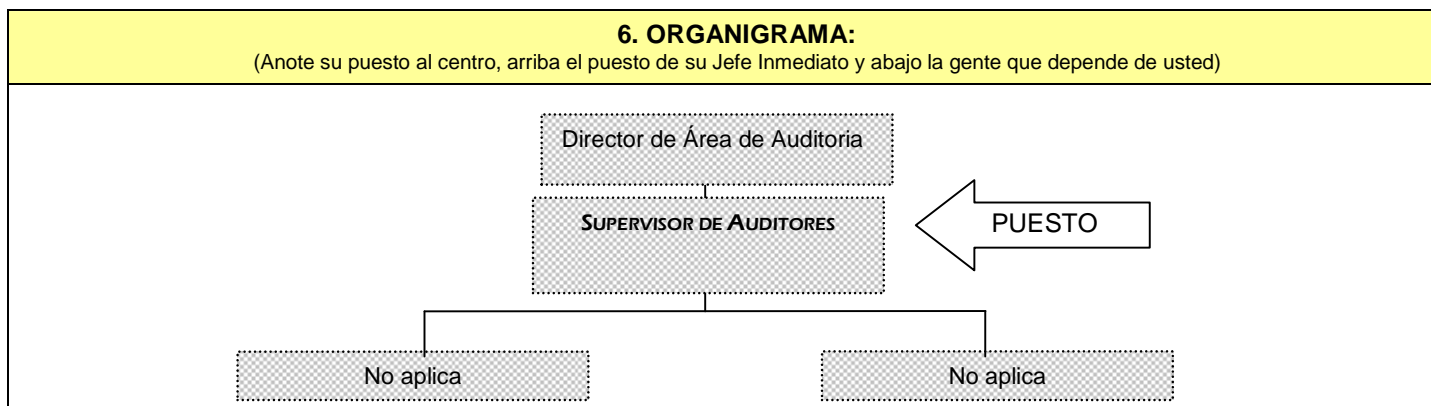 6. ORGANIGRAMA:
(Anote su puesto al centro, arriba el puesto de su Jefe Inmediato y abajo la gente que depende de usted)
Director de Área de Auditoria
SUPERVISOR DE AUDITORES
PUESTO
No aplica
No aplica